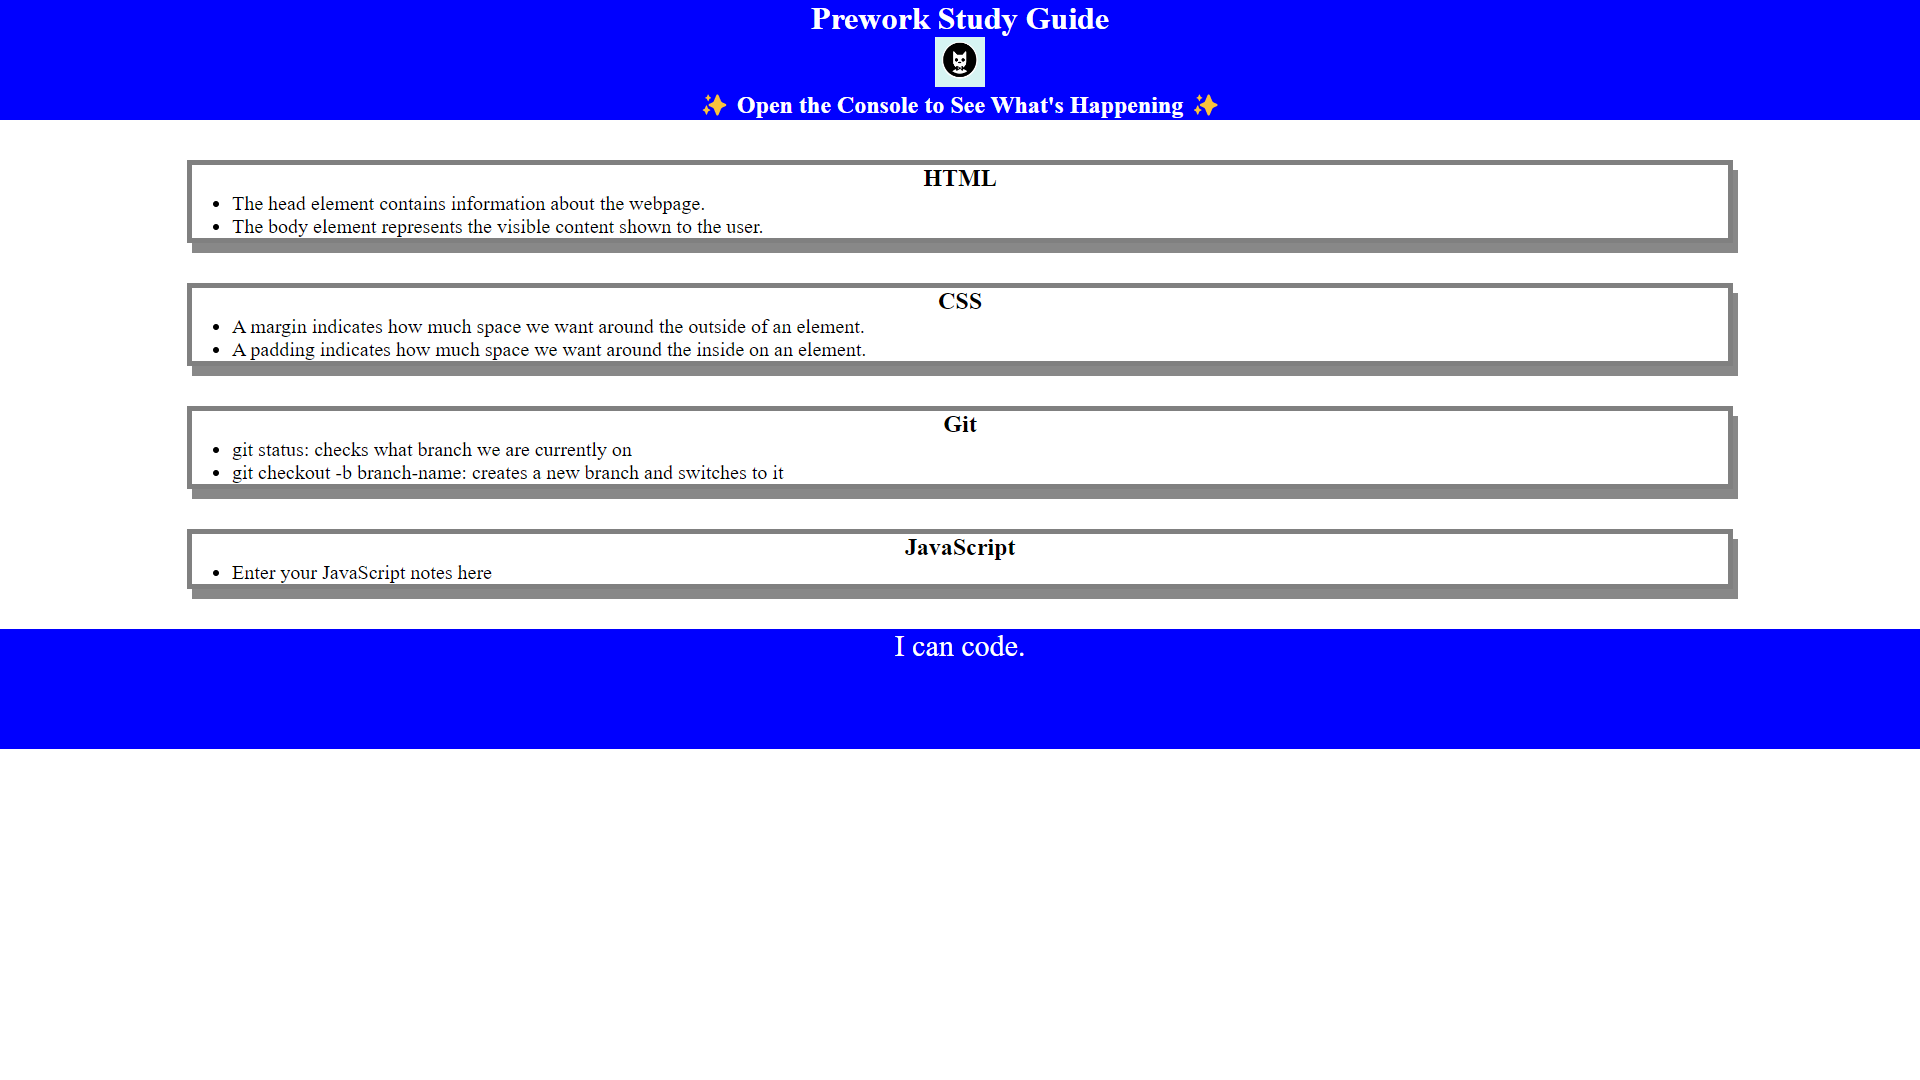 Prework Study Guide
✨ Open the Console to See What's Happening ✨
HTML
• The head element contains information about the webpage.
• The body element represents the visible content shown to the user.
CSS
• A margin indicates how much space we want around the outside of an element.
• A padding indicates how much space we want around the inside on an element.
Git
• git status: checks what branch we are currently on
• git checkout -b branch-name: creates a new branch and switches to it
JavaScript
• Enter your JavaScript notes here
I can code.